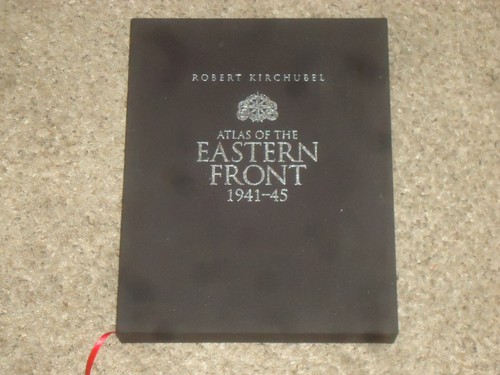 ROBERT KIRCHUBEL
ATLAS OF THE
EASTERN
FRONT
1941–45